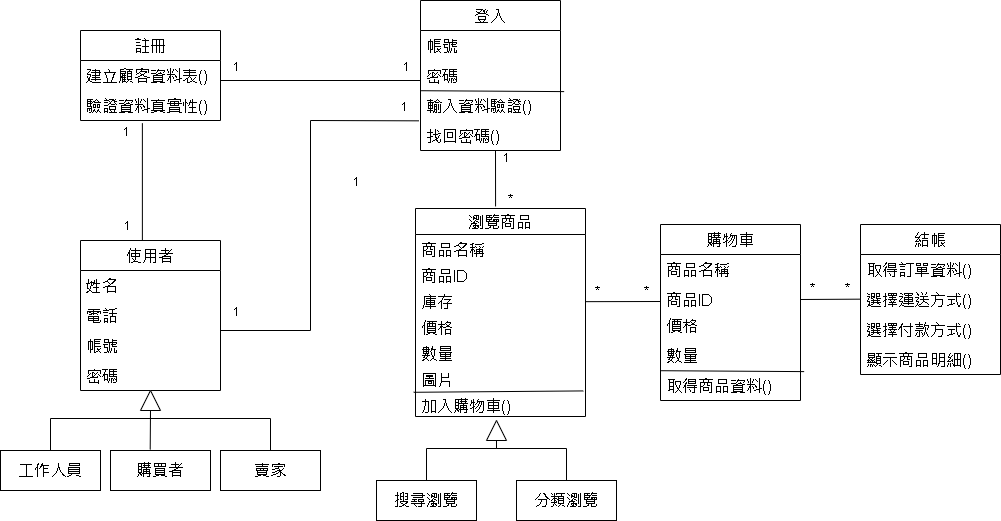 註冊
建立顧客資料表()
驗證資料真實性()
1
1
登入
帳號
密碼
輸入資料驗證()
找回密碼()
1
1
1
1
1
1
*
使用者
姓名
電話
帳號
密碼
1
工作人員
購買者
賣家
瀏覽商品
商品名稱
商品ID
庫存
價格
數量
圖片
加入購物車()
*
*
搜尋瀏覽
分類瀏覽
購物車
商品名稱
商品ID
價格
數量
取得商品資料()
*
*
結帳
取得訂單資料()
選擇運送方式()
選擇付款方式()
顯示商品明細()